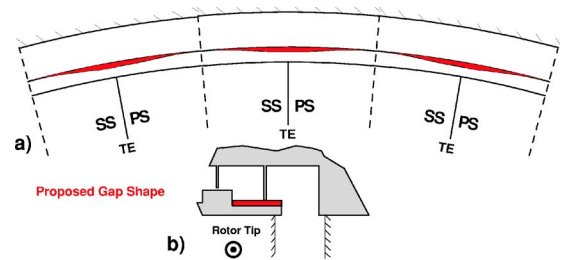 SS PS
TE
SS PS
TE
SS PS
TE
a)
Proposed Gap Shape
Rotor Tip
b)